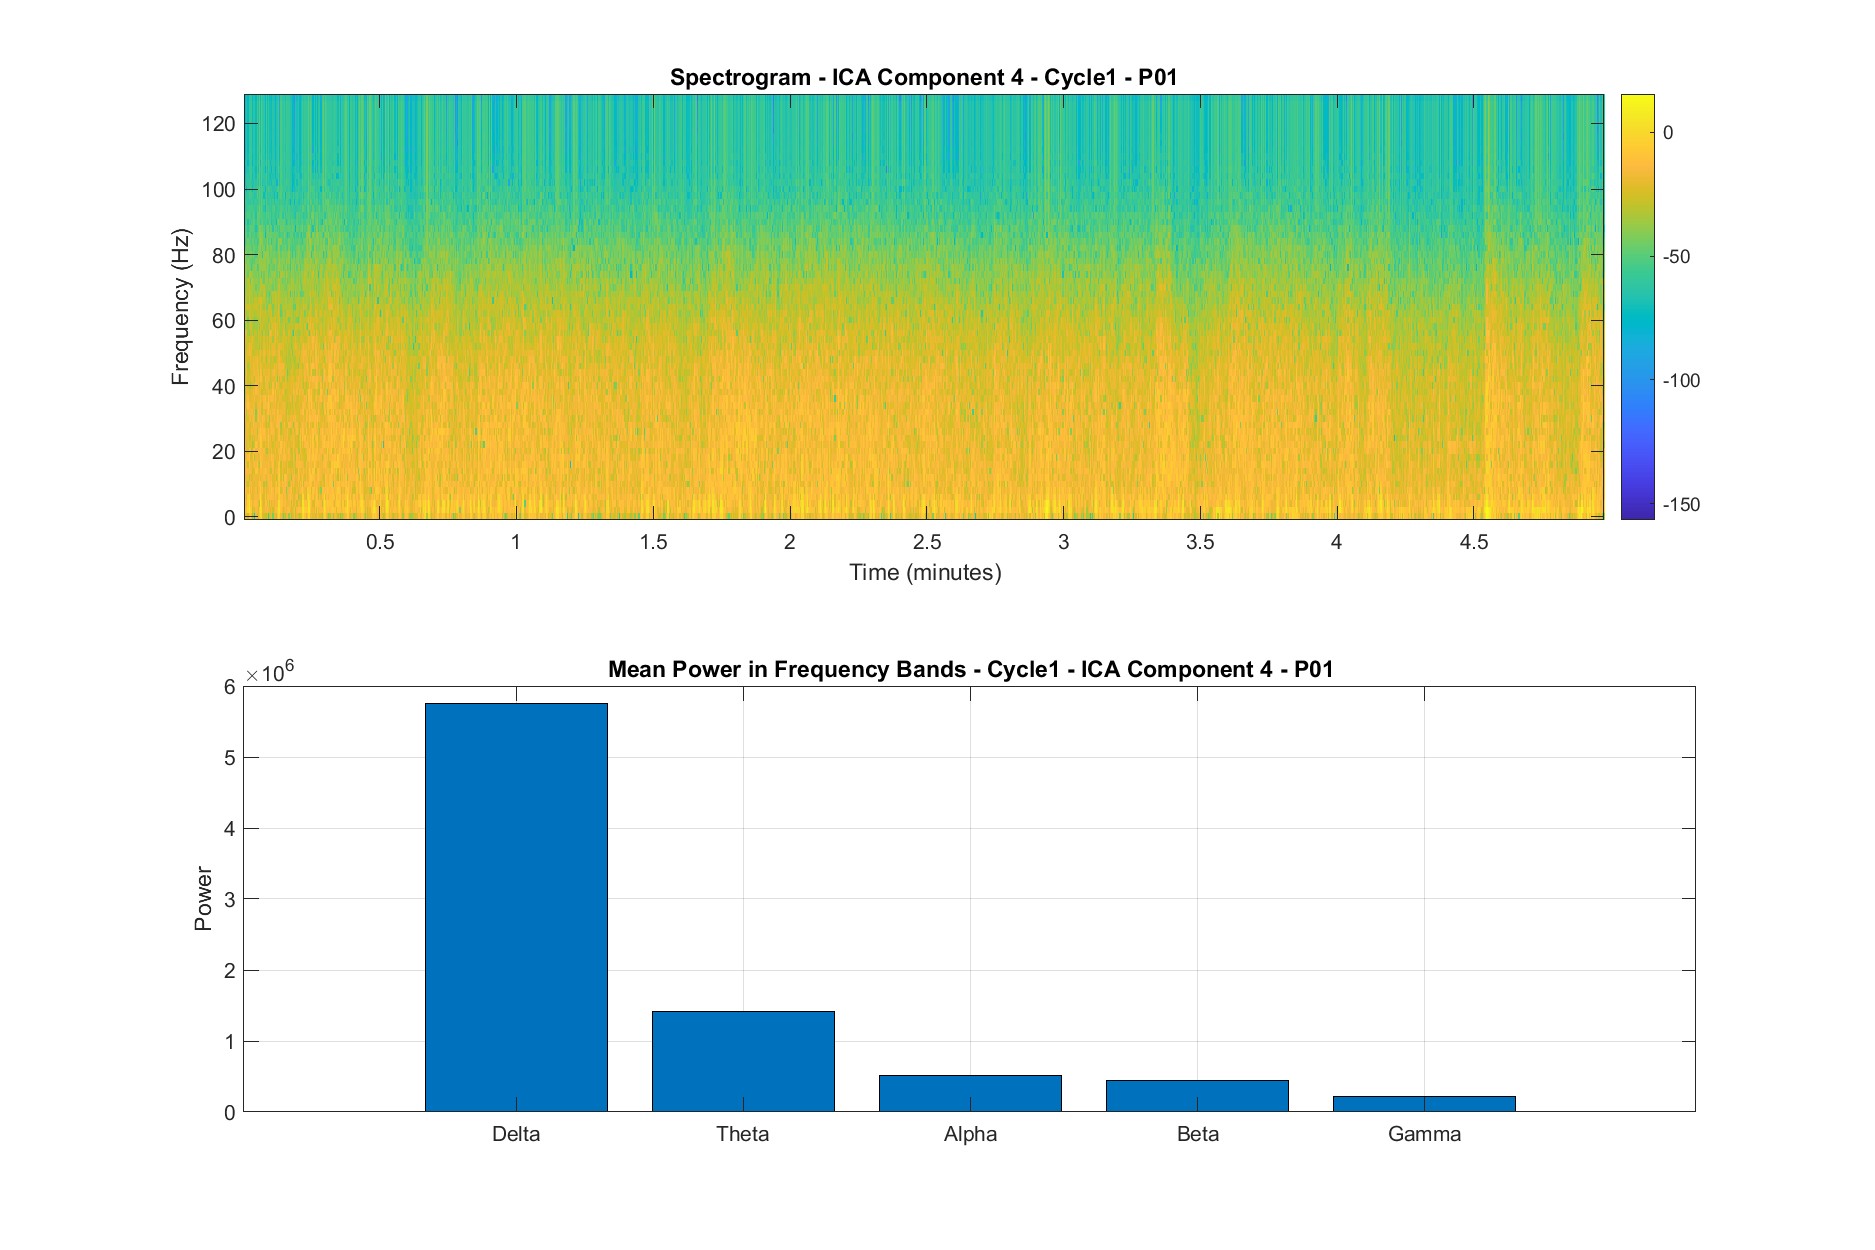 Spectrogram - ICA Component 4 - Cycle1 - P01
120
100
80
60
40
20
0
Frequency (Hz)
0.5 1 1.5 2 2.5 3 3.5 4 4.5
Time (minutes)
0
-50
-100
-150
Mean Power in Frequency Bands - Cycle1 - ICA Component 4 - P01
×10⁶
6
5
4
3
2
1
0
Power
Delta Theta Alpha Beta Gamma